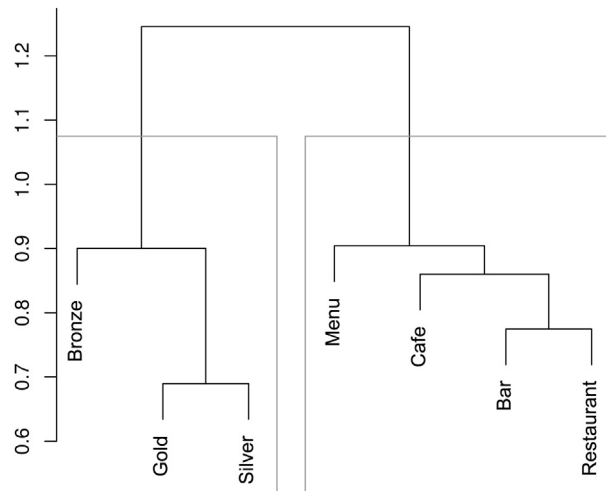 1.2
1.1
1.0
0.9
0.8
0.7
0.6
Bronze
Gold
Silver
Menu
Cafe
Bar
Restaurant